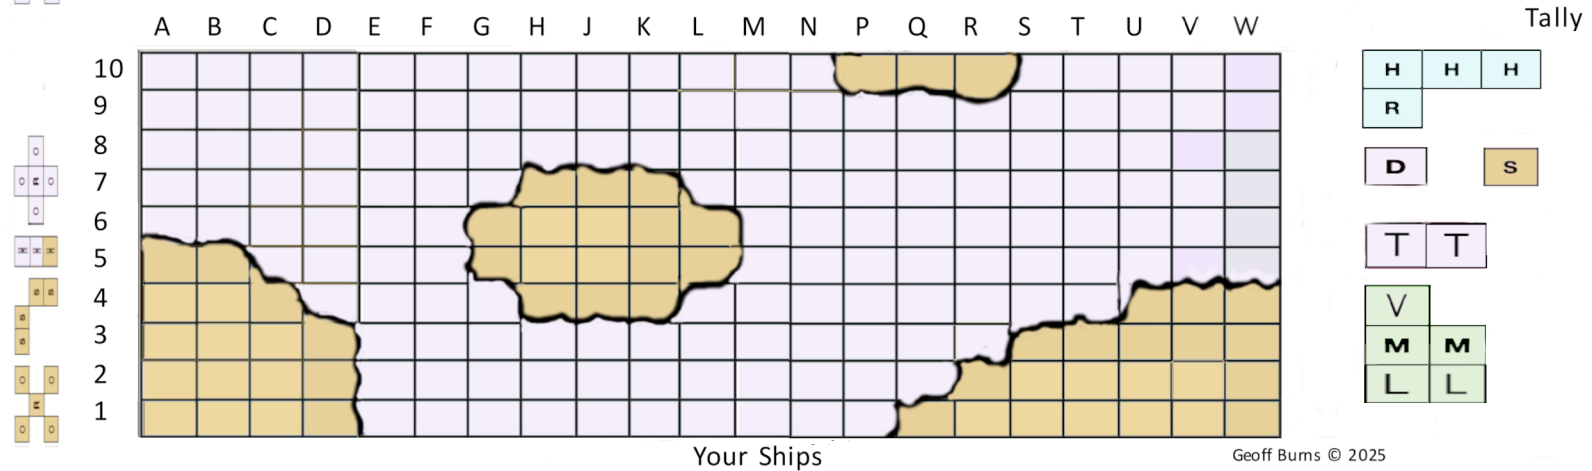 Tally
A B C D E F G H J K L M N P Q R S T U V W
10
9
8
7
6
5
4
3
2
1
O
O R O
O
H H H
S S
S
S
O O
R
O O
H H H
R
D S
T T
V
M M
L L
Your Ships
Geoff Burns © 2025